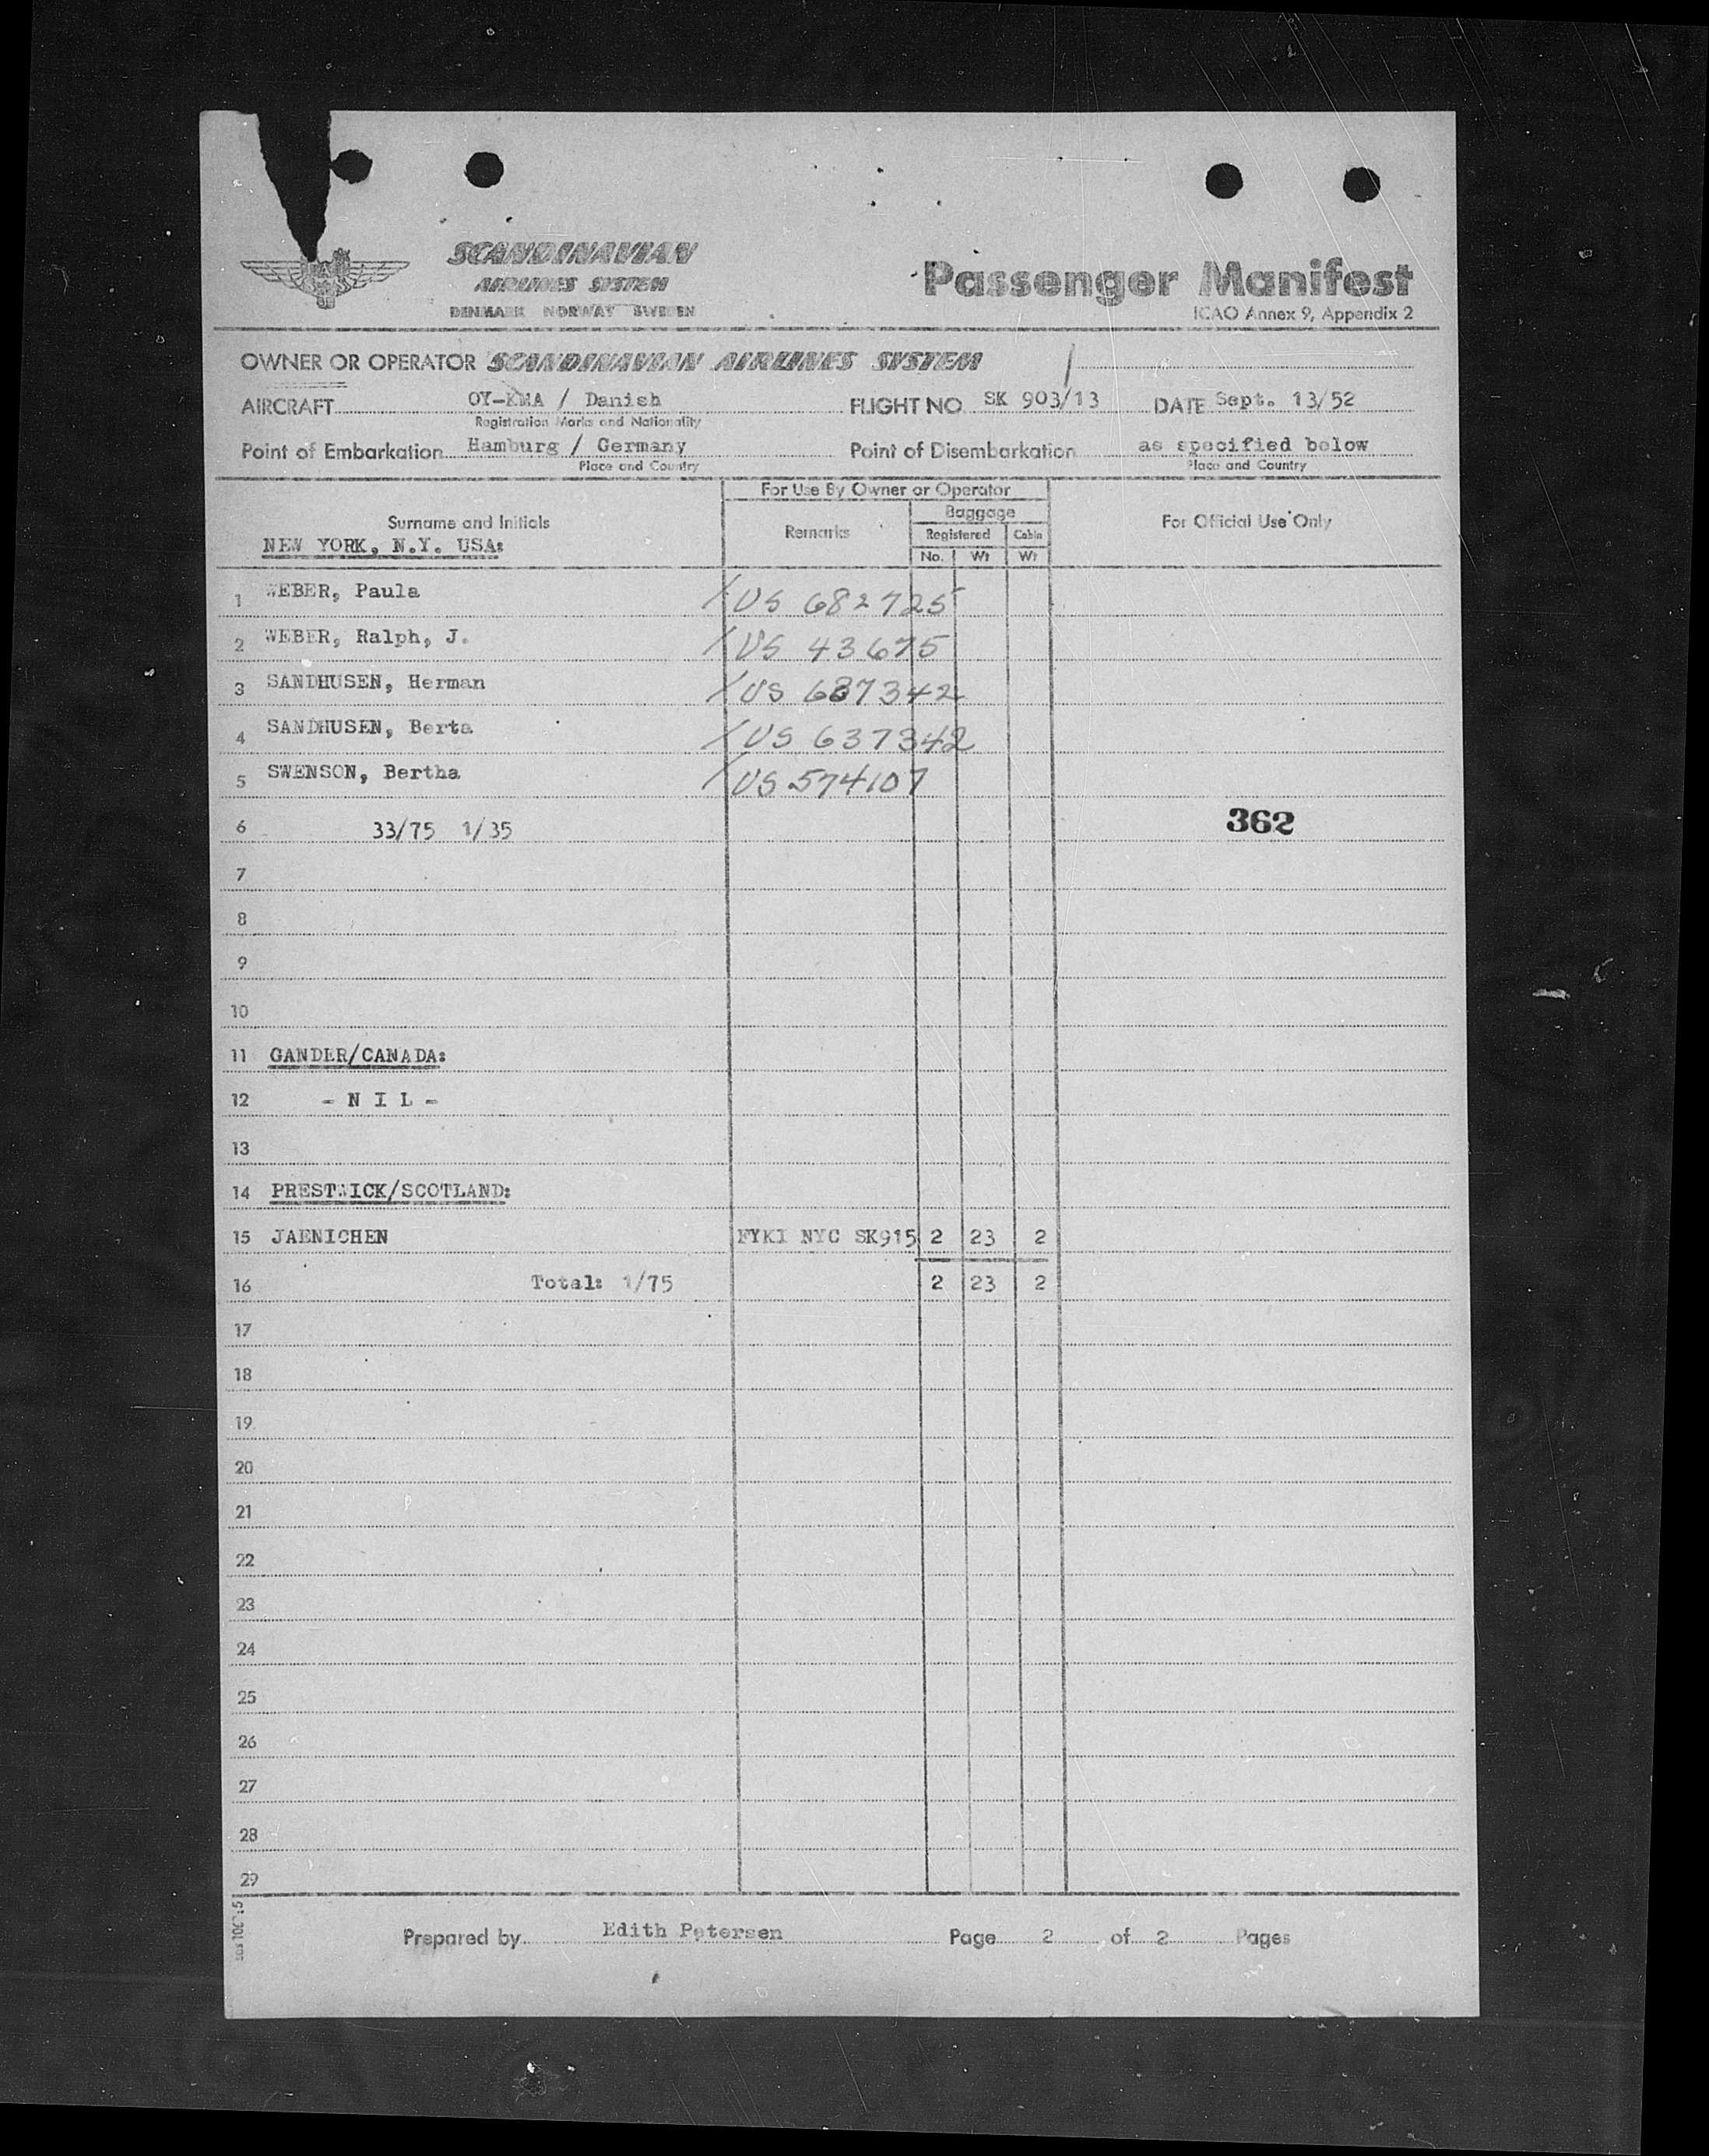 SCANDINAVIAN
AIRLINES SYSTEM
DENMARK NORWAY SWEDEN
Passenger Manifest
ICAO Annex 9, Appendix 2
OWNER OR OPERATOR SCANDINAVIAN AIRLINES SYSTEM
AIRCRAFT OY-KMA / Danish FLIGHT NO. SK 903/13 DATE Sept. 13/52
Registration Marks and Nationality
Point of Embarkation Hamburg / Germany Point of Disembarkation as specified below
Place and Country Place and Country
For Use By Owner or Operator
Surname and Initials Remarks Baggage For Official Use Only
Registered Cabin
NEW YORK, N.Y. USA:
No. Wt Wt
1 WEBER, Paula / US 682725
2 WEBER, Ralph, J. / US 43675
3 SANDHUSEN, Herman / US 637342
4 SANDHUSEN, Berta / US 637342
5 SWENSON, Bertha / US 574107
6 33/75 1/35 362
7
8
9
10
11 GANDER/CANADA:
12 - N I L -
13
14 PRESTWICK/SCOTLAND:
15 JAENICHEN FYKI NYC SK915 2 23 2
16 Total: 1/75 2 23 2
17
18
19
20
21
22
23
24
25
26
27
28
29
Prepared by Edith Petersen Page 2 of 2 Pages